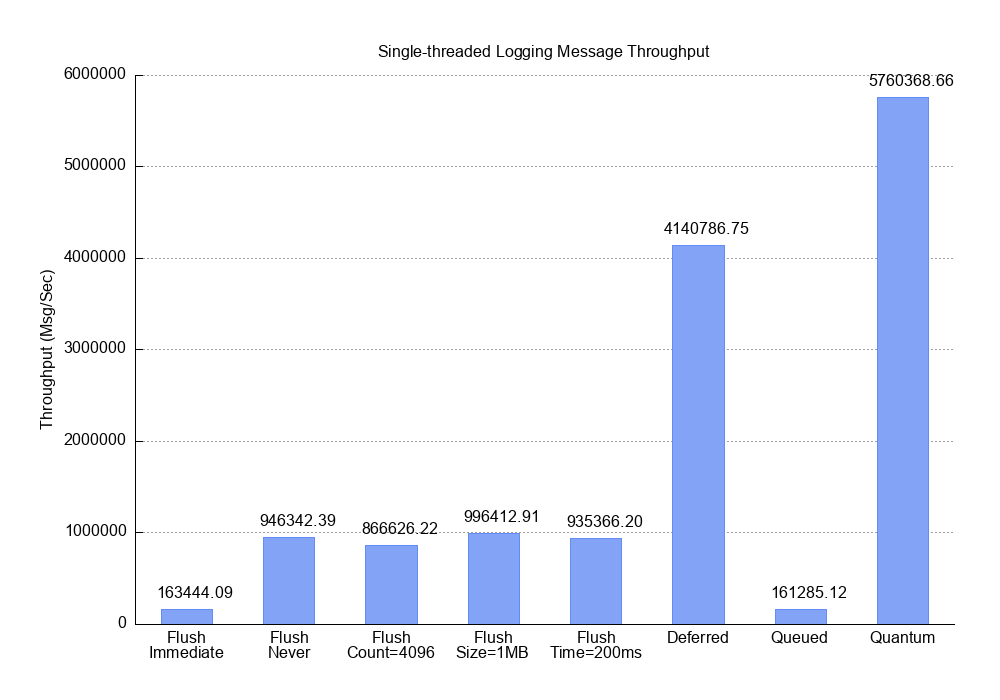 Single-threaded Logging Message Throughput
6000000
5000000
4000000
3000000
2000000
1000000
0
Throughput (Msg/Sec)
163444.09
946342.39
866626.22
996412.91
935366.20
4140786.75
161285.12
5760368.66
Flush
Immediate
Flush
Never
Flush
Count=4096
Flush
Size=1MB
Flush
Time=200ms
Deferred
Queued
Quantum